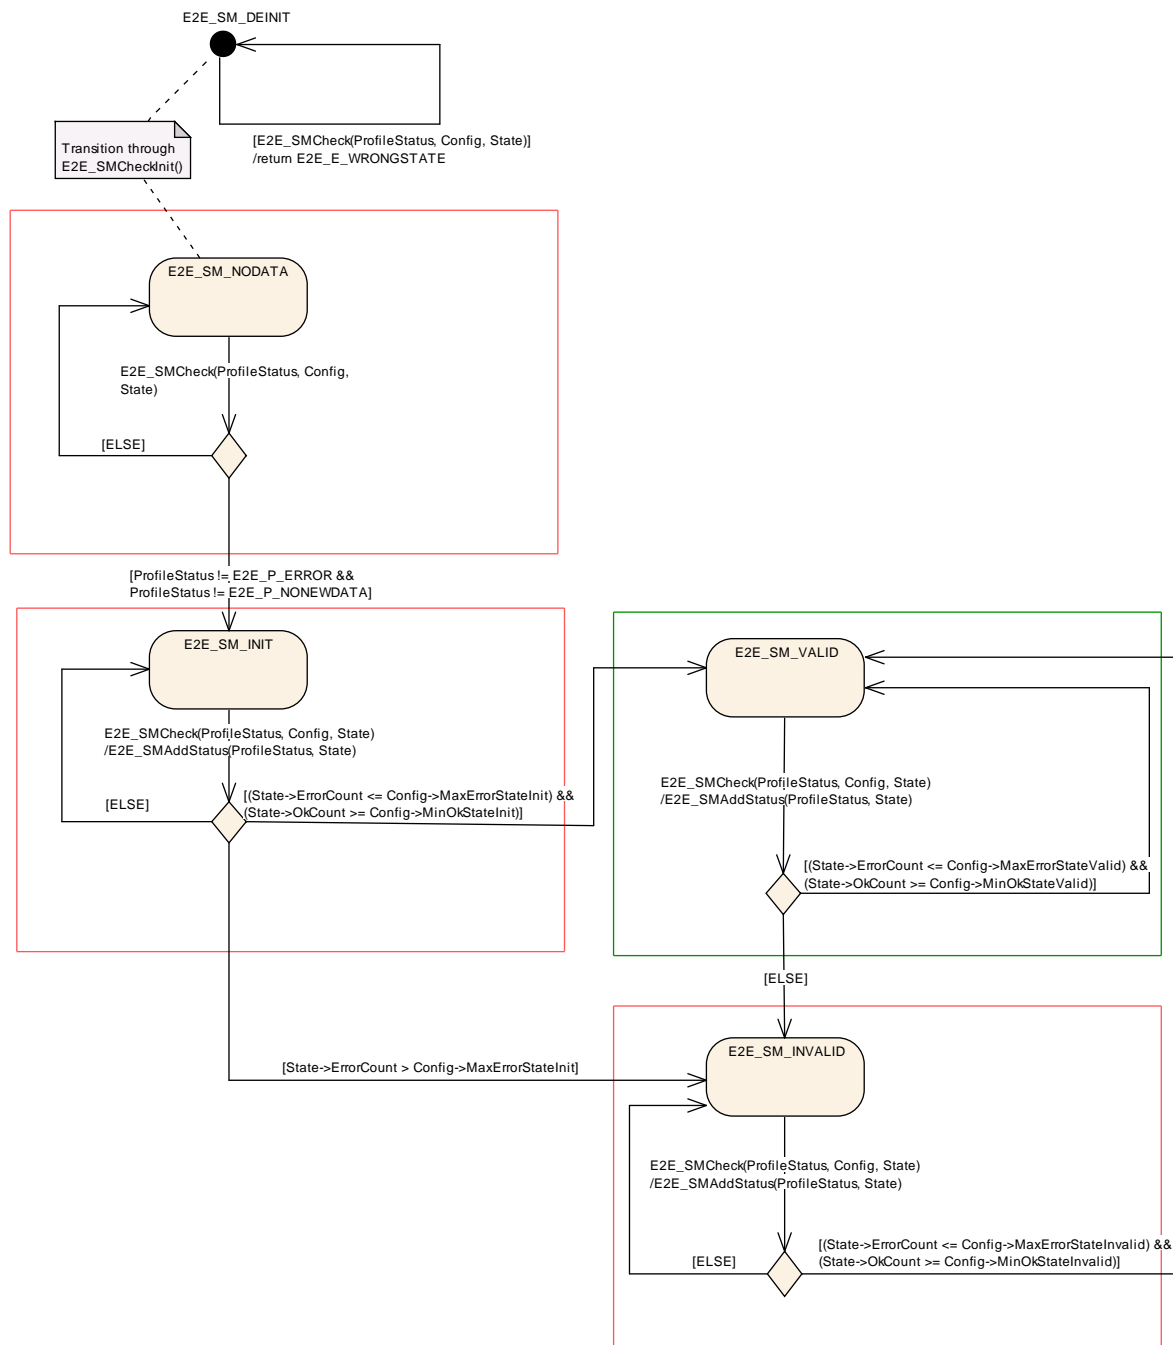 E2E_SM_DEINIT
[E2E_SMCheck(ProfileStatus, Config, State)]
/return E2E_E_WRONGSTATE
Transition through
E2E_SMCheckInit()
E2E_SM_NODATA
E2E_SMCheck(ProfileStatus, Config,
State)
[ELSE]
[ProfileStatus != E2E_P_ERROR &&
ProfileStatus != E2E_P_NONEWDATA]
E2E_SM_INIT
E2E_SMCheck(ProfileStatus, Config, State)
/E2E_SMAddStatus(ProfileStatus, State)
[ELSE]
[(State->ErrorCount <= Config->MaxErrorStateInit) &&
(State->OkCount >= Config->MinOkStateInit)]
E2E_SM_VALID
E2E_SMCheck(ProfileStatus, Config, State)
/E2E_SMAddStatus(ProfileStatus, State)
[(State->ErrorCount <= Config->MaxErrorStateValid) &&
(State->OkCount >= Config->MinOkStateValid)]
[ELSE]
[State->ErrorCount > Config->MaxErrorStateInit]
E2E_SM_INVALID
E2E_SMCheck(ProfileStatus, Config, State)
/E2E_SMAddStatus(ProfileStatus, State)
[ELSE]
[(State->ErrorCount <= Config->MaxErrorStateInvalid) &&
(State->OkCount >= Config->MinOkStateInvalid)]